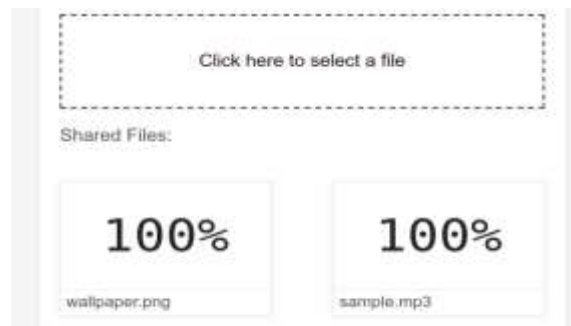 Click here to select a file
Shared Files:
100%
wallpaper.png
100%
sample.mp3